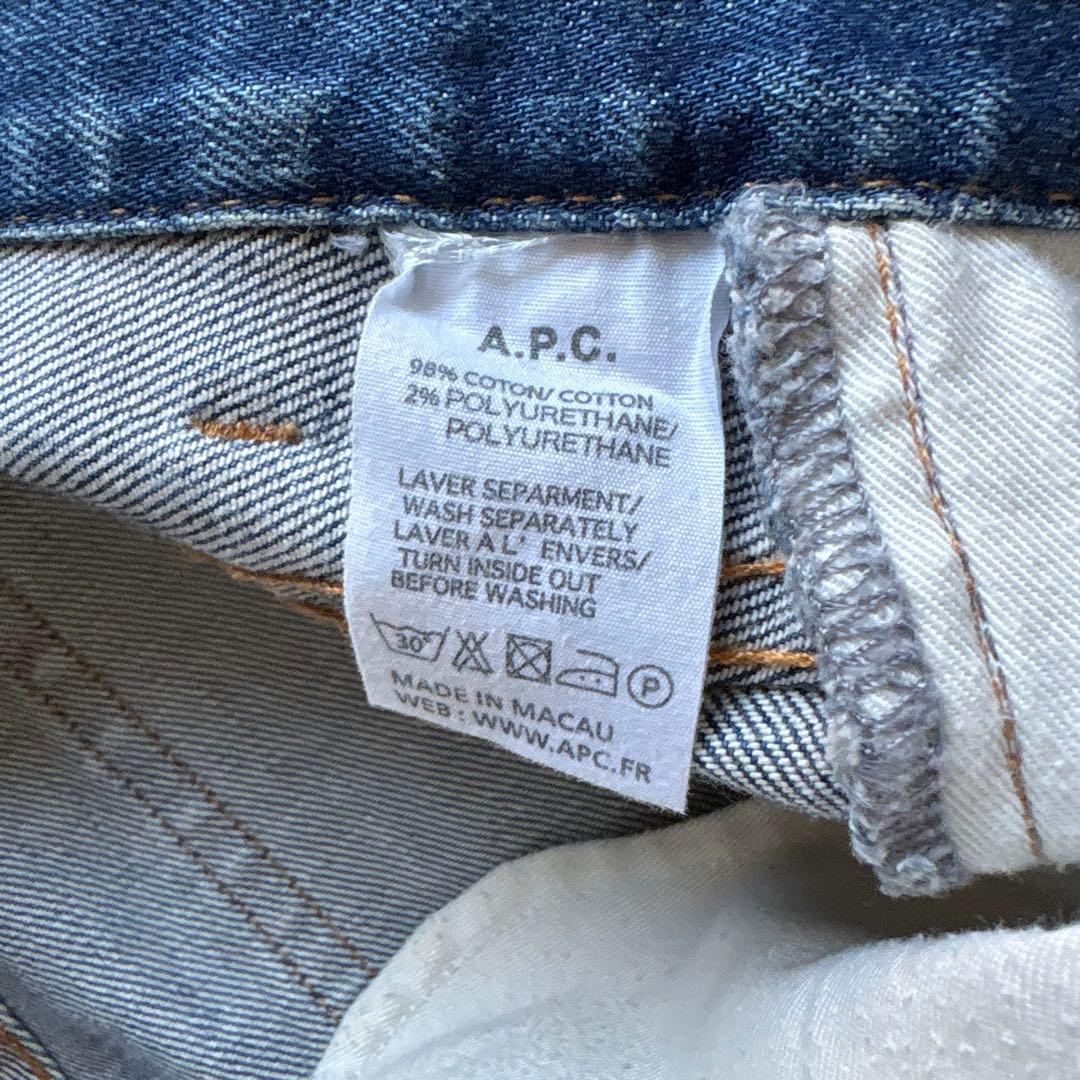 A.P.C.
98% COTON/ COTTON
2% POLYURETHANE/
POLYURETHANE
LAVER SEPARMENT/
WASH SEPARATELY
LAVER A L' ENVERS/
TURN INSIDE OUT
BEFORE WASHING
30° P
MADE IN MACAU
WEB : WWW.APC.FR